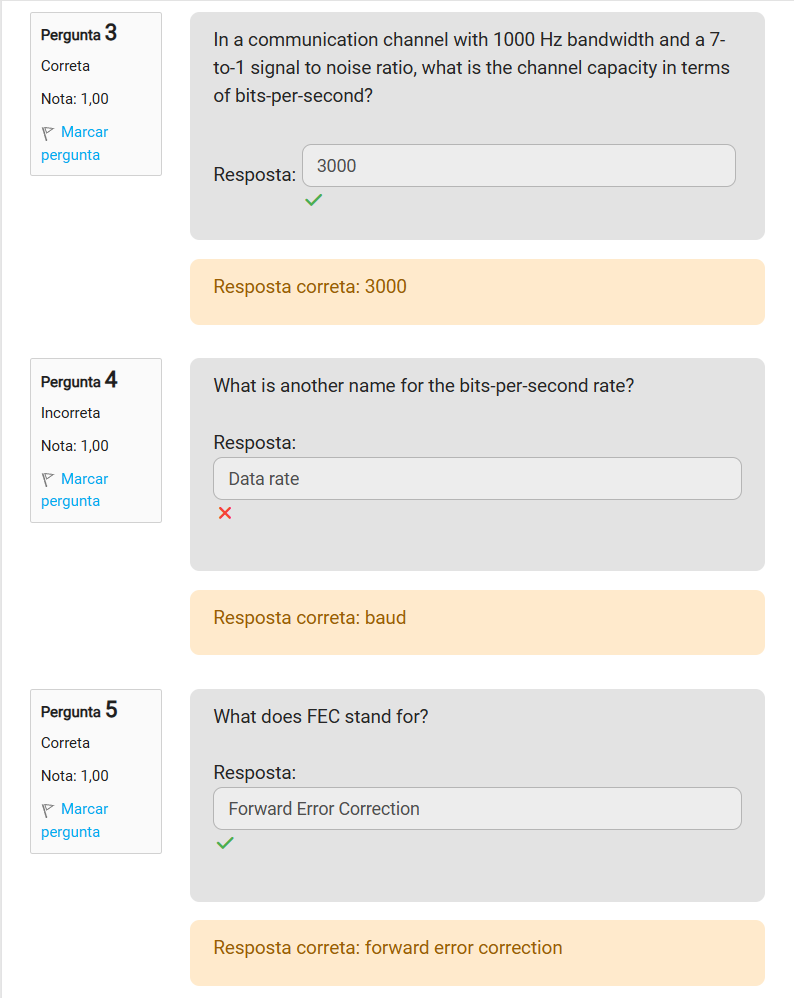 Pergunta 3
Correta
Nota: 1,00
Marcar
pergunta
In a communication channel with 1000 Hz bandwidth and a 7-
to-1 signal to noise ratio, what is the channel capacity in terms
of bits-per-second?
Resposta: 3000
Resposta correta: 3000
Pergunta 4
Incorreta
Nota: 1,00
Marcar
pergunta
What is another name for the bits-per-second rate?
Resposta:
Data rate
Resposta correta: baud
Pergunta 5
Correta
Nota: 1,00
Marcar
pergunta
What does FEC stand for?
Resposta:
Forward Error Correction
Resposta correta: forward error correction